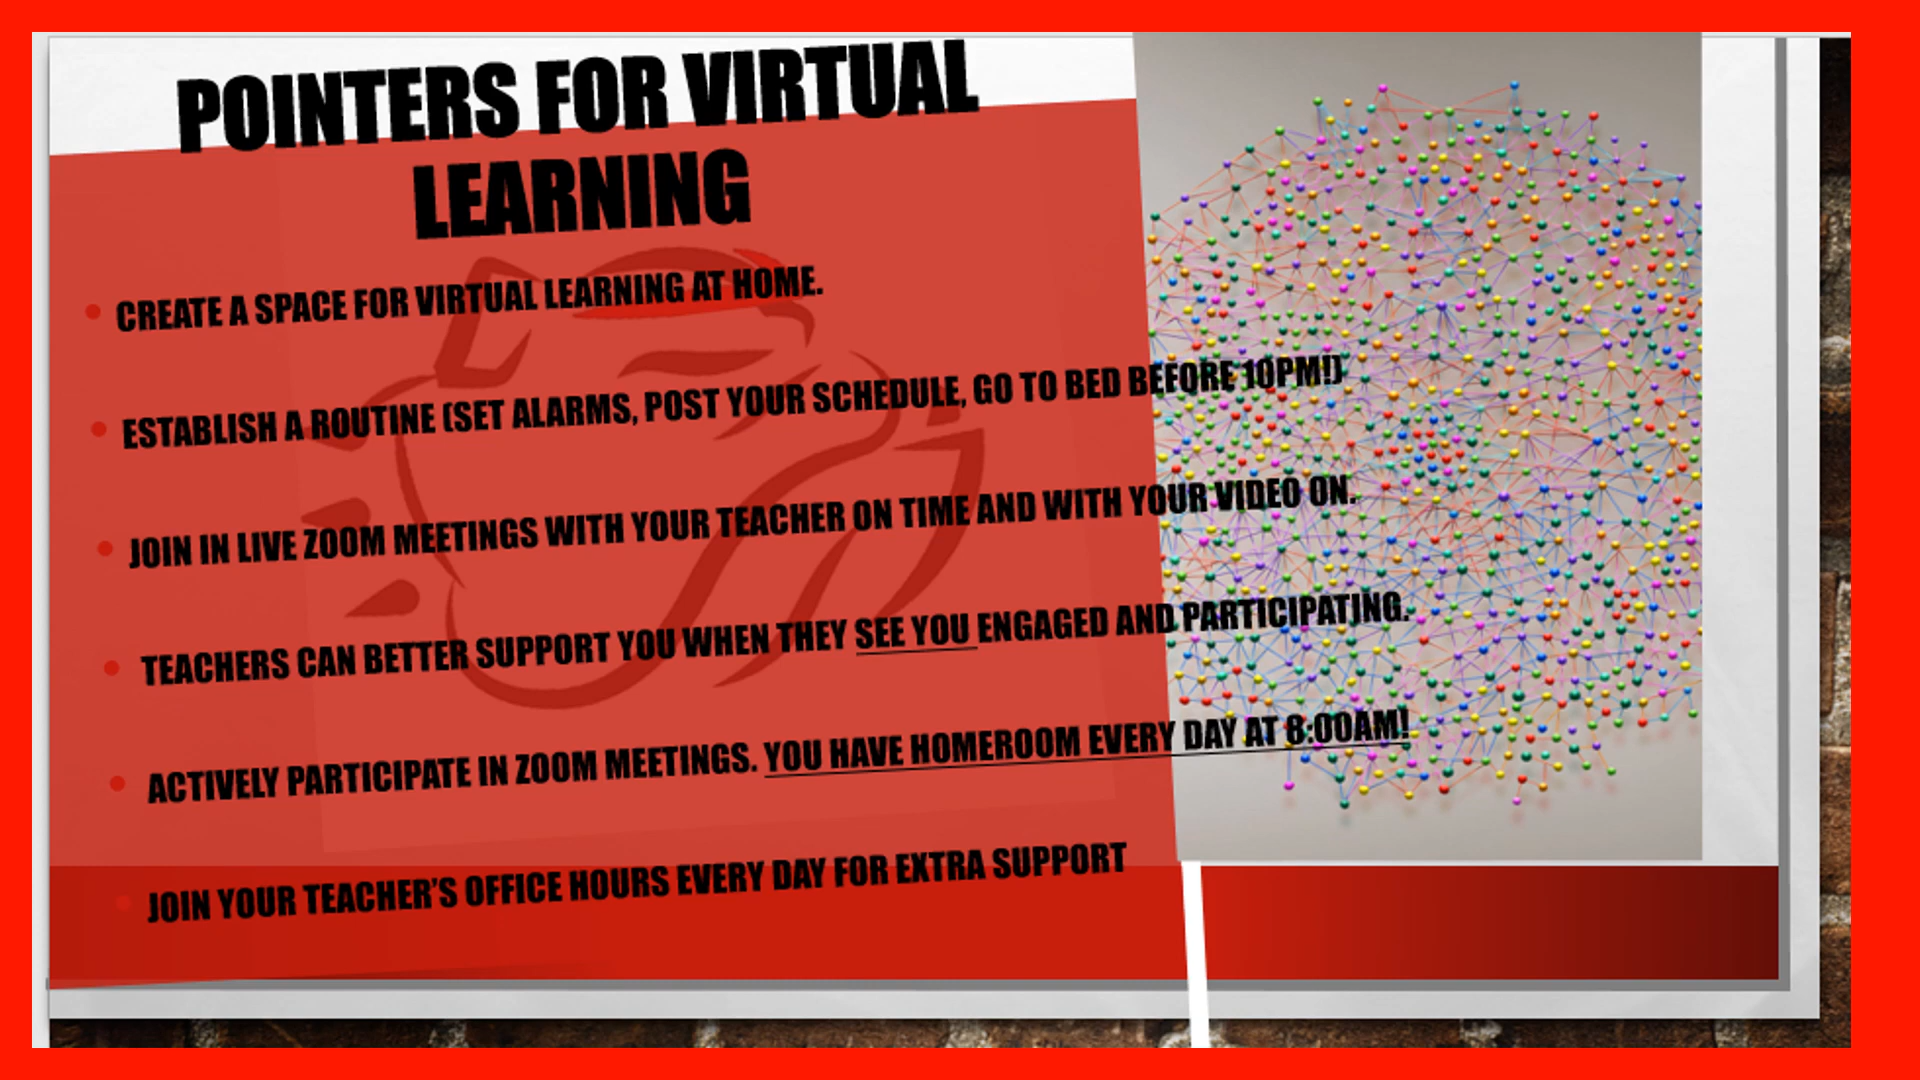 POINTERS FOR VIRTUAL
LEARNING
• CREATE A SPACE FOR VIRTUAL LEARNING AT HOME.
• ESTABLISH A ROUTINE (SET ALARMS, POST YOUR SCHEDULE, GO TO BED BEFORE 10PM!)
• JOIN IN LIVE ZOOM MEETINGS WITH YOUR TEACHER ON TIME AND WITH YOUR VIDEO ON.
• TEACHERS CAN BETTER SUPPORT YOU WHEN THEY SEE YOU ENGAGED AND PARTICIPATING.
• ACTIVELY PARTICIPATE IN ZOOM MEETINGS. YOU HAVE HOMEROOM EVERY DAY AT 8:00AM!
• JOIN YOUR TEACHER'S OFFICE HOURS EVERY DAY FOR EXTRA SUPPORT